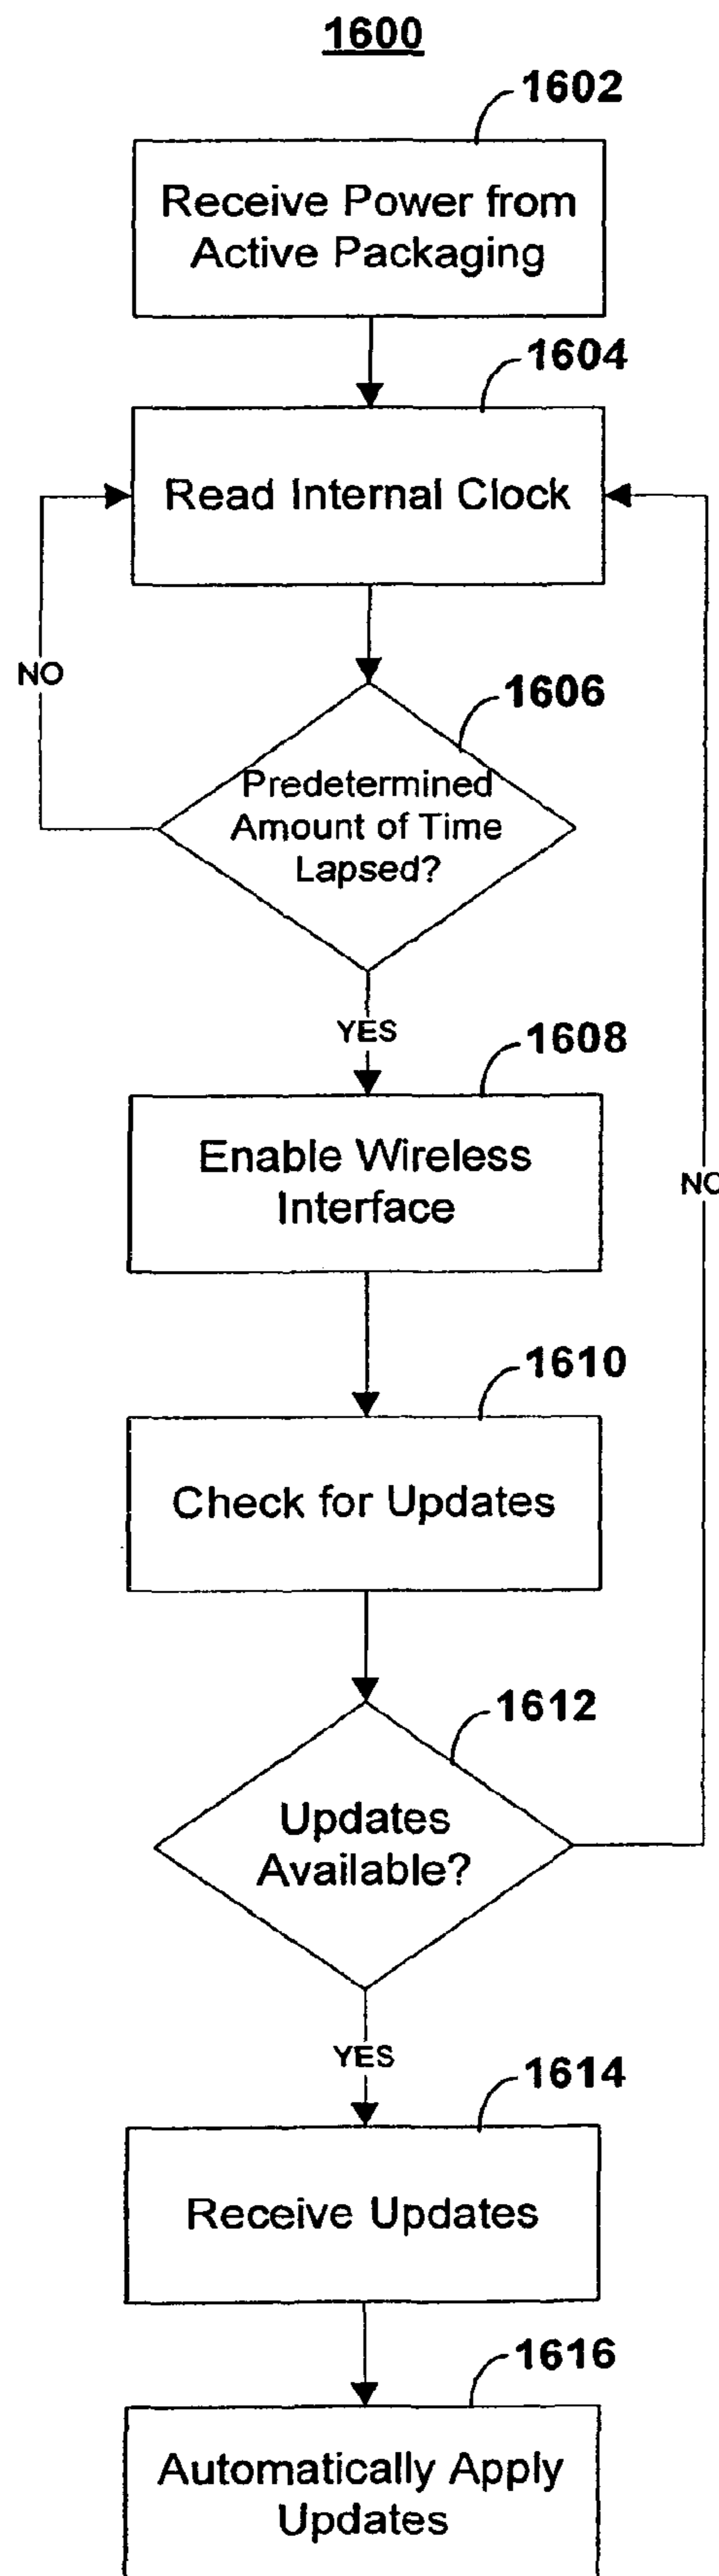 1600
1602
Receive Power from
Active Packaging
1604
Read Internal Clock
NO
1606
Predetermined
Amount of Time
Lapsed?
YES
1608
Enable Wireless
Interface
NO
1610
Check for Updates
1612
Updates
Available?
YES
1614
Receive Updates
1616
Automatically Apply
Updates